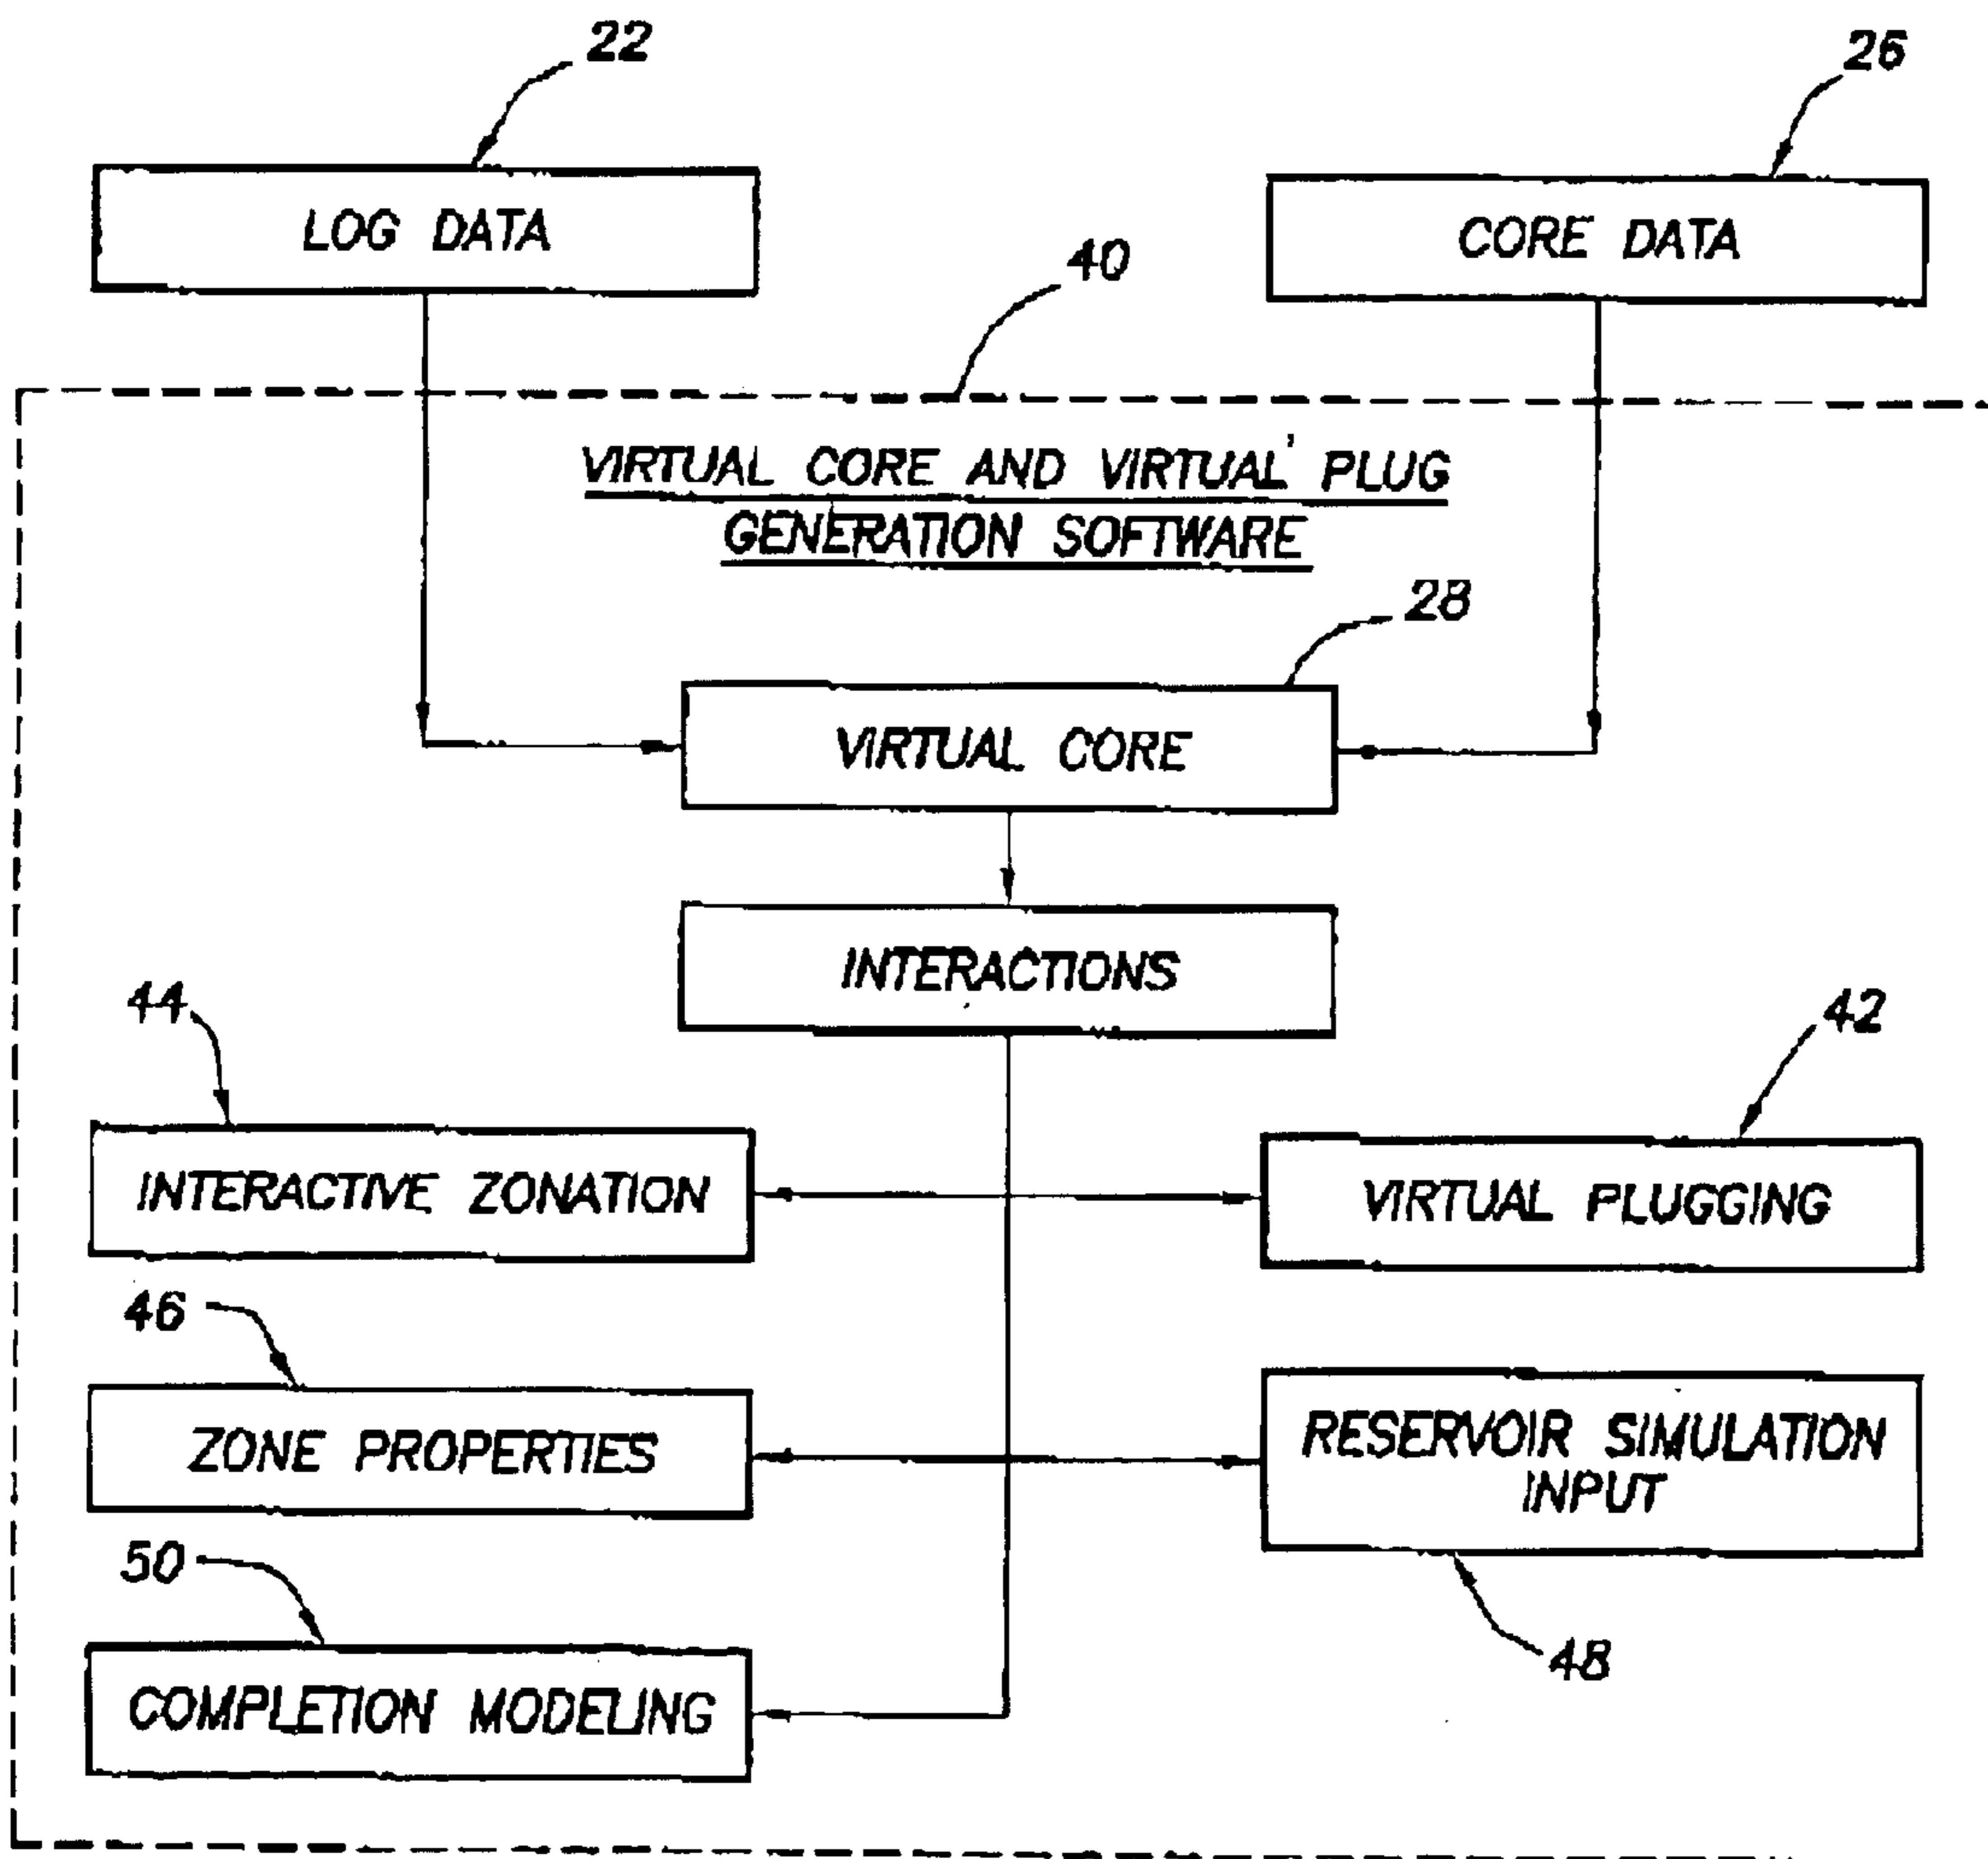 22
26
LOG DATA
CORE DATA
40
VIRTUAL CORE AND VIRTUAL PLUG
GENERATION SOFTWARE
28
VIRTUAL CORE
INTERACTIONS
44
42
INTERACTIVE ZONATION
VIRTUAL PLUGGING
46
ZONE PROPERTIES
RESERVOIR SIMULATION
INPUT
50
48
COMPLETION MODELING